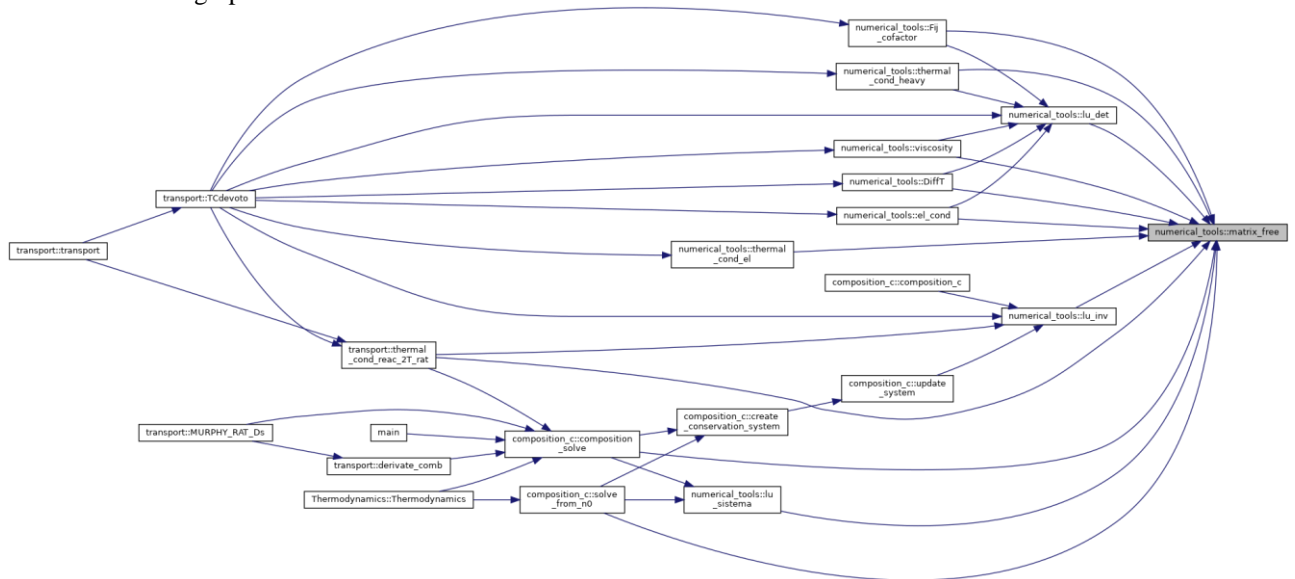 numerical_tools::Fij
_cofactor
numerical_tools::thermal
_cond_heavy
numerical_tools::lu_det
numerical_tools::viscosity
numerical_tools::DiffT
transport::TCdevoto
numerical_tools::el_cond
numerical_tools::matrix_free
transport::transport
numerical_tools::thermal
_cond_el
composition_c::composition_c
numerical_tools::lu_inv
transport::thermal
_cond_reac_2T_rat
composition_c::update
_system
composition_c::create
_conservation_system
transport::MURPHY_RAT_Ds
main
composition_c::composition
_solve
transport::derivate_comb
Thermodynamics::Thermodynamics
composition_c::solve
_from_n0
numerical_tools::lu
_sistema